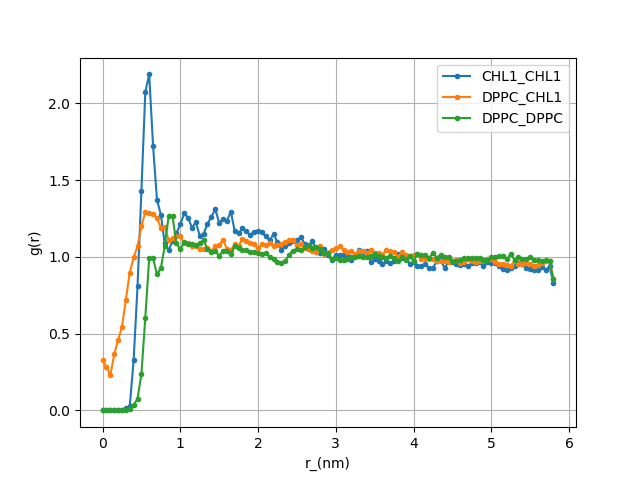 CHL1_CHL1
DPPC_CHL1
DPPC_DPPC
2.0
1.5
1.0
0.5
0.0
g(r)
0 1 2 3 4 5 6
r_(nm)